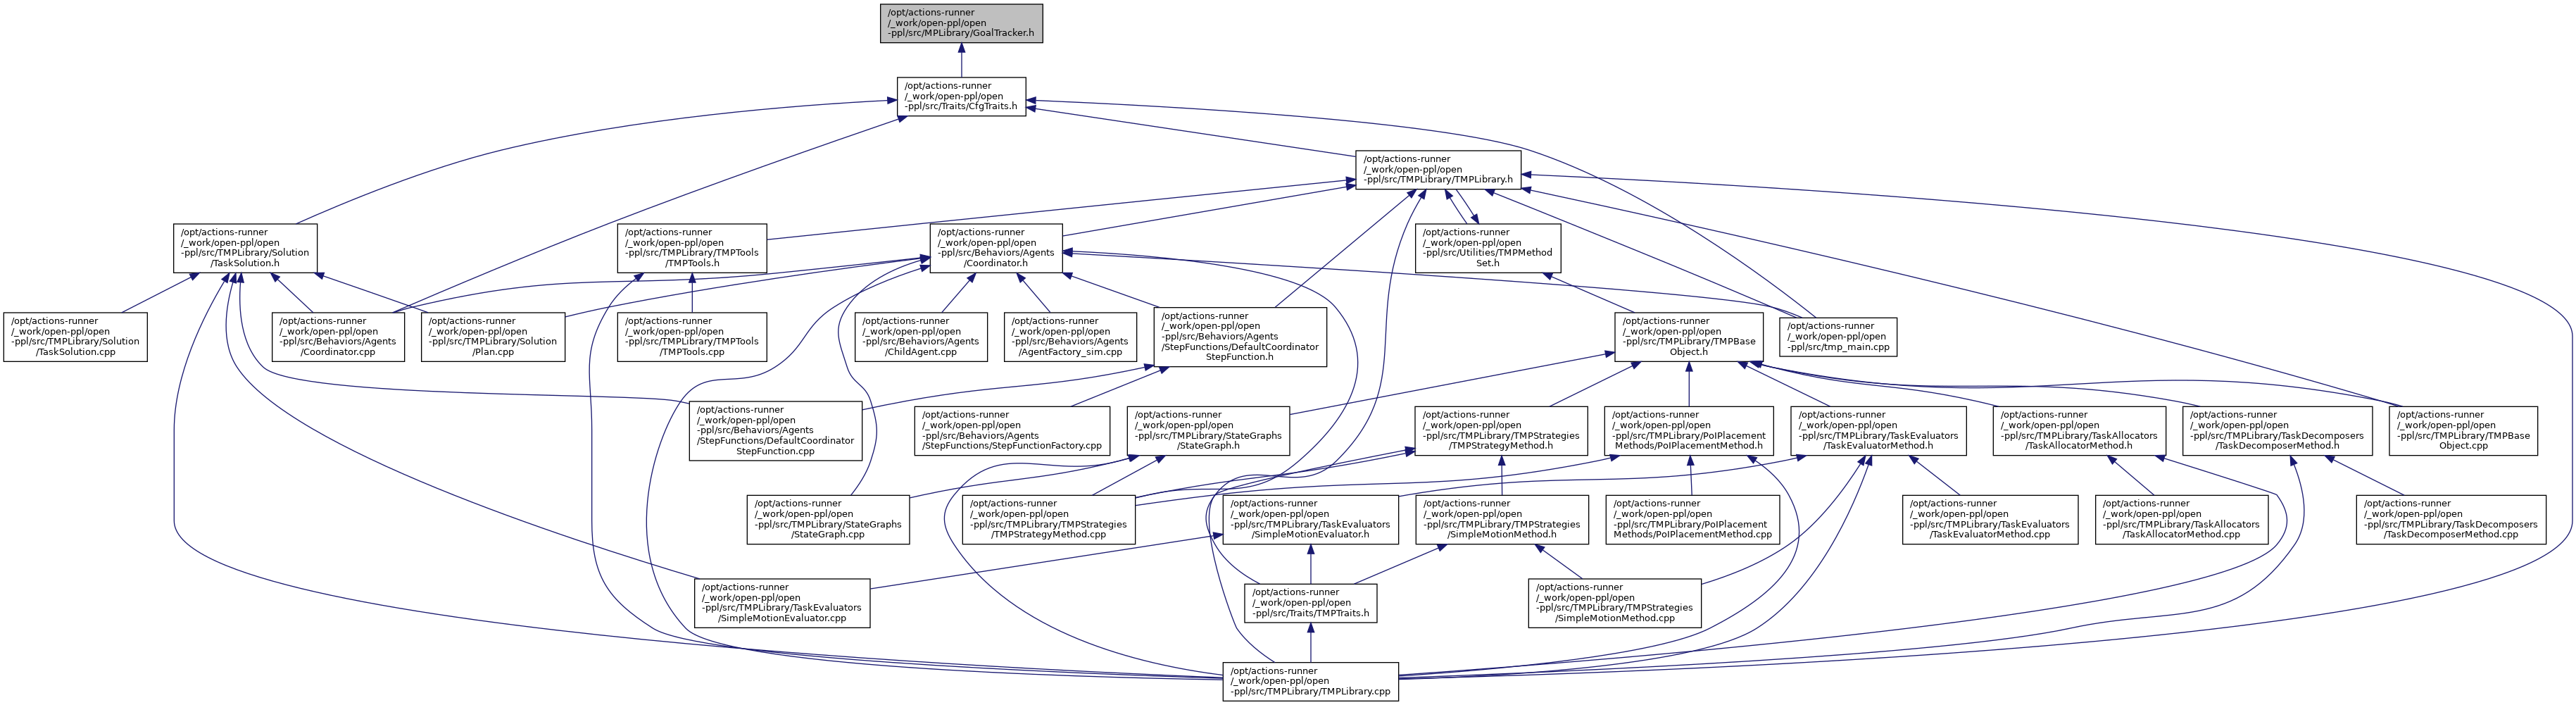 /opt/actions-runner
/_work/open-ppl/open
-ppl/src/MPLibrary/GoalTracker.h
/opt/actions-runner
/_work/open-ppl/open
-ppl/src/Traits/CfgTraits.h
/opt/actions-runner
/_work/open-ppl/open
-ppl/src/TMPLibrary/TMPLibrary.h
/opt/actions-runner
/_work/open-ppl/open
-ppl/src/TMPLibrary/Solution
/TaskSolution.h
/opt/actions-runner
/_work/open-ppl/open
-ppl/src/TMPLibrary/TMPTools
/TMPTools.h
/opt/actions-runner
/_work/open-ppl/open
-ppl/src/Behaviors/Agents
/Coordinator.h
/opt/actions-runner
/_work/open-ppl/open
-ppl/src/Utilities/TMPMethod
Set.h
/opt/actions-runner
/_work/open-ppl/open
-ppl/src/TMPLibrary/Solution
/TaskSolution.cpp
/opt/actions-runner
/_work/open-ppl/open
-ppl/src/Behaviors/Agents
/Coordinator.cpp
/opt/actions-runner
/_work/open-ppl/open
-ppl/src/TMPLibrary/Solution
/Plan.cpp
/opt/actions-runner
/_work/open-ppl/open
-ppl/src/TMPLibrary/TMPTools
/TMPTools.cpp
/opt/actions-runner
/_work/open-ppl/open
-ppl/src/Behaviors/Agents
/ChildAgent.cpp
/opt/actions-runner
/_work/open-ppl/open
-ppl/src/Behaviors/Agents
/AgentFactory_sim.cpp
/opt/actions-runner
/_work/open-ppl/open
-ppl/src/Behaviors/Agents
/StepFunctions/DefaultCoordinator
StepFunction.h
/opt/actions-runner
/_work/open-ppl/open
-ppl/src/TMPLibrary/TMPBase
Object.h
/opt/actions-runner
/_work/open-ppl/open
-ppl/src/tmp_main.cpp
/opt/actions-runner
/_work/open-ppl/open
-ppl/src/Behaviors/Agents
/StepFunctions/DefaultCoordinator
StepFunction.cpp
/opt/actions-runner
/_work/open-ppl/open
-ppl/src/Behaviors/Agents
/StepFunctions/StepFunctionFactory.cpp
/opt/actions-runner
/_work/open-ppl/open
-ppl/src/TMPLibrary/StateGraphs
/StateGraph.h
/opt/actions-runner
/_work/open-ppl/open
-ppl/src/TMPLibrary/TMPStrategies
/TMPStrategyMethod.h
/opt/actions-runner
/_work/open-ppl/open
-ppl/src/TMPLibrary/PoIPlacement
Methods/PoIPlacementMethod.h
/opt/actions-runner
/_work/open-ppl/open
-ppl/src/TMPLibrary/TaskEvaluators
/TaskEvaluatorMethod.h
/opt/actions-runner
/_work/open-ppl/open
-ppl/src/TMPLibrary/TaskAllocators
/TaskAllocatorMethod.h
/opt/actions-runner
/_work/open-ppl/open
-ppl/src/TMPLibrary/TaskDecomposers
/TaskDecomposerMethod.h
/opt/actions-runner
/_work/open-ppl/open
-ppl/src/TMPLibrary/TMPBase
Object.cpp
/opt/actions-runner
/_work/open-ppl/open
-ppl/src/TMPLibrary/StateGraphs
/StateGraph.cpp
/opt/actions-runner
/_work/open-ppl/open
-ppl/src/TMPLibrary/TMPStrategies
/TMPStrategyMethod.cpp
/opt/actions-runner
/_work/open-ppl/open
-ppl/src/TMPLibrary/TaskEvaluators
/SimpleMotionEvaluator.h
/opt/actions-runner
/_work/open-ppl/open
-ppl/src/TMPLibrary/TMPStrategies
/SimpleMotionMethod.h
/opt/actions-runner
/_work/open-ppl/open
-ppl/src/TMPLibrary/PoIPlacement
Methods/PoIPlacementMethod.cpp
/opt/actions-runner
/_work/open-ppl/open
-ppl/src/TMPLibrary/TaskEvaluators
/TaskEvaluatorMethod.cpp
/opt/actions-runner
/_work/open-ppl/open
-ppl/src/TMPLibrary/TaskAllocators
/TaskAllocatorMethod.cpp
/opt/actions-runner
/_work/open-ppl/open
-ppl/src/TMPLibrary/TaskDecomposers
/TaskDecomposerMethod.cpp
/opt/actions-runner
/_work/open-ppl/open
-ppl/src/TMPLibrary/TaskEvaluators
/SimpleMotionEvaluator.cpp
/opt/actions-runner
/_work/open-ppl/open
-ppl/src/Traits/TMPTraits.h
/opt/actions-runner
/_work/open-ppl/open
-ppl/src/TMPLibrary/TMPStrategies
/SimpleMotionMethod.cpp
/opt/actions-runner
/_work/open-ppl/open
-ppl/src/TMPLibrary/TMPLibrary.cpp